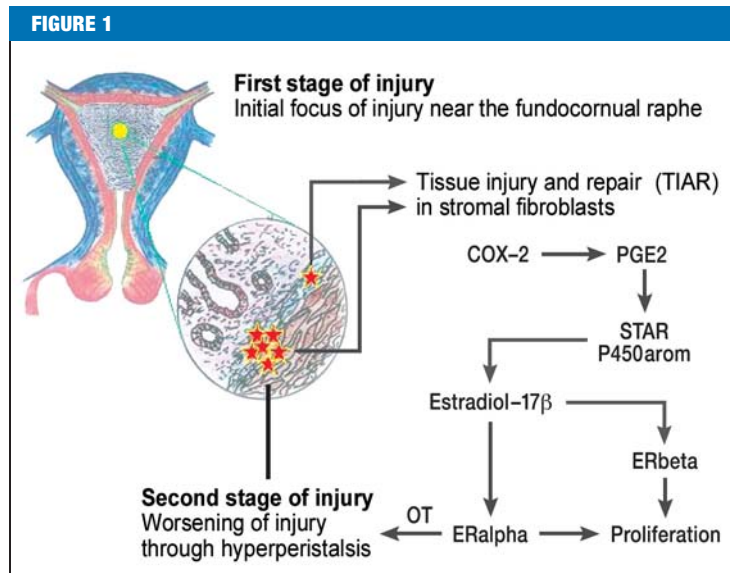 FIGURE 1
First stage of injury
Initial focus of injury near the fundocornual raphe
Tissue injury and repair (TIAR)
in stromal fibroblasts
COX-2
PGE2
STAR
P450arom
Estradiol-17β
ERbeta
Second stage of injury
Worsening of injury
through hyperperistalsis
OT
ERalpha
Proliferation